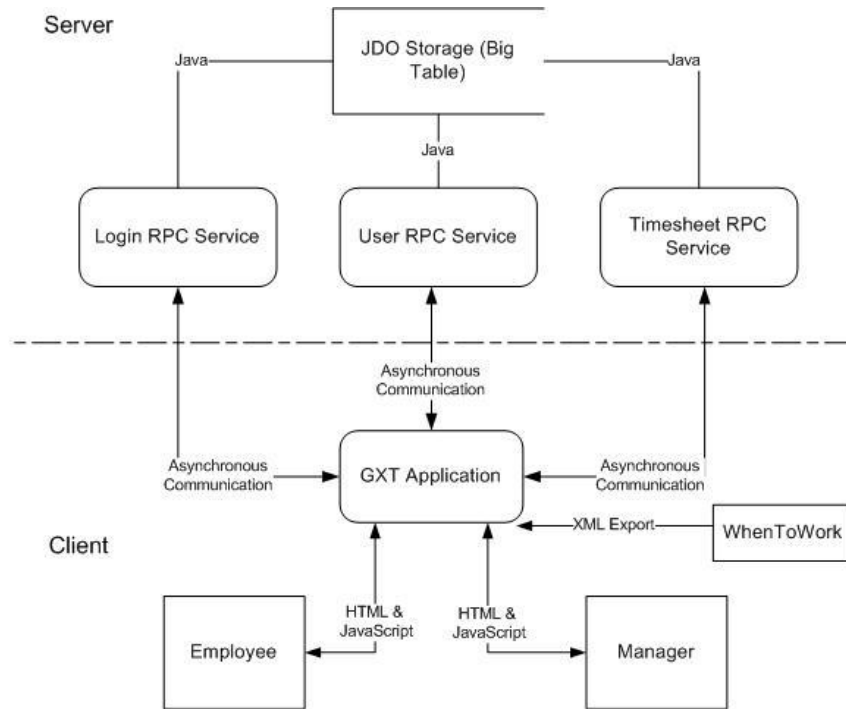 Server
JDO Storage (Big
Table)
Java
Java
Java
Login RPC Service
User RPC Service
Timesheet RPC
Service
Asynchronous
Communication
Asynchronous
Communication
GXT Application
Asynchronous
Communication
XML Export
WhenToWork
Client
HTML &
JavaScript
HTML &
JavaScript
Employee
Manager